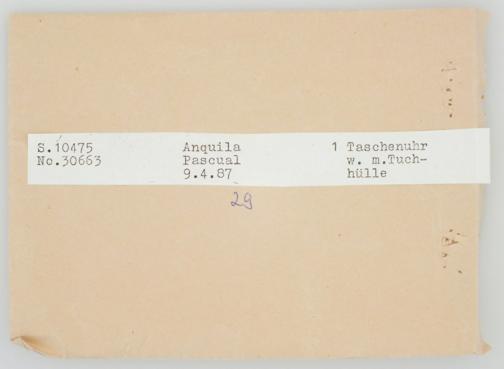 S.10475 Anquila 1 Taschenuhr
No.30663 Pascual w. m.Tuch-
9.4.87 hülle
29